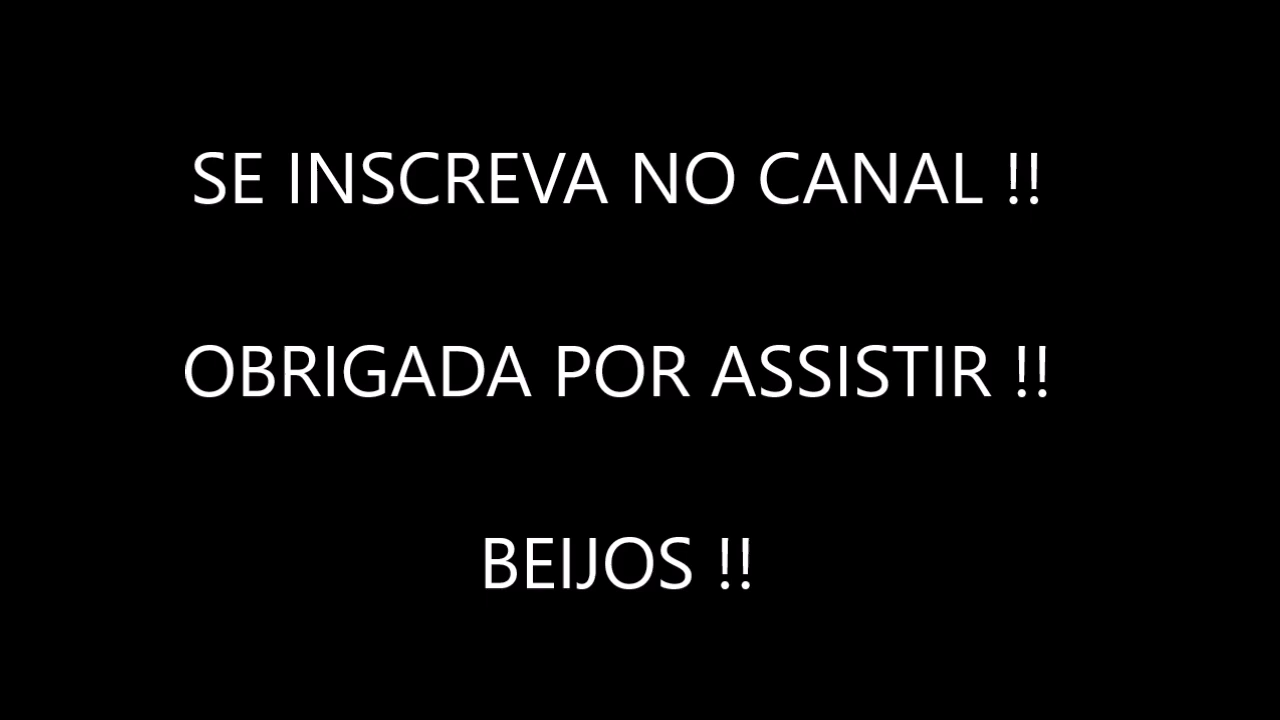 SE INSCREVA NO CANAL !!
OBRIGADA POR ASSISTIR !!
BEIJOS !!